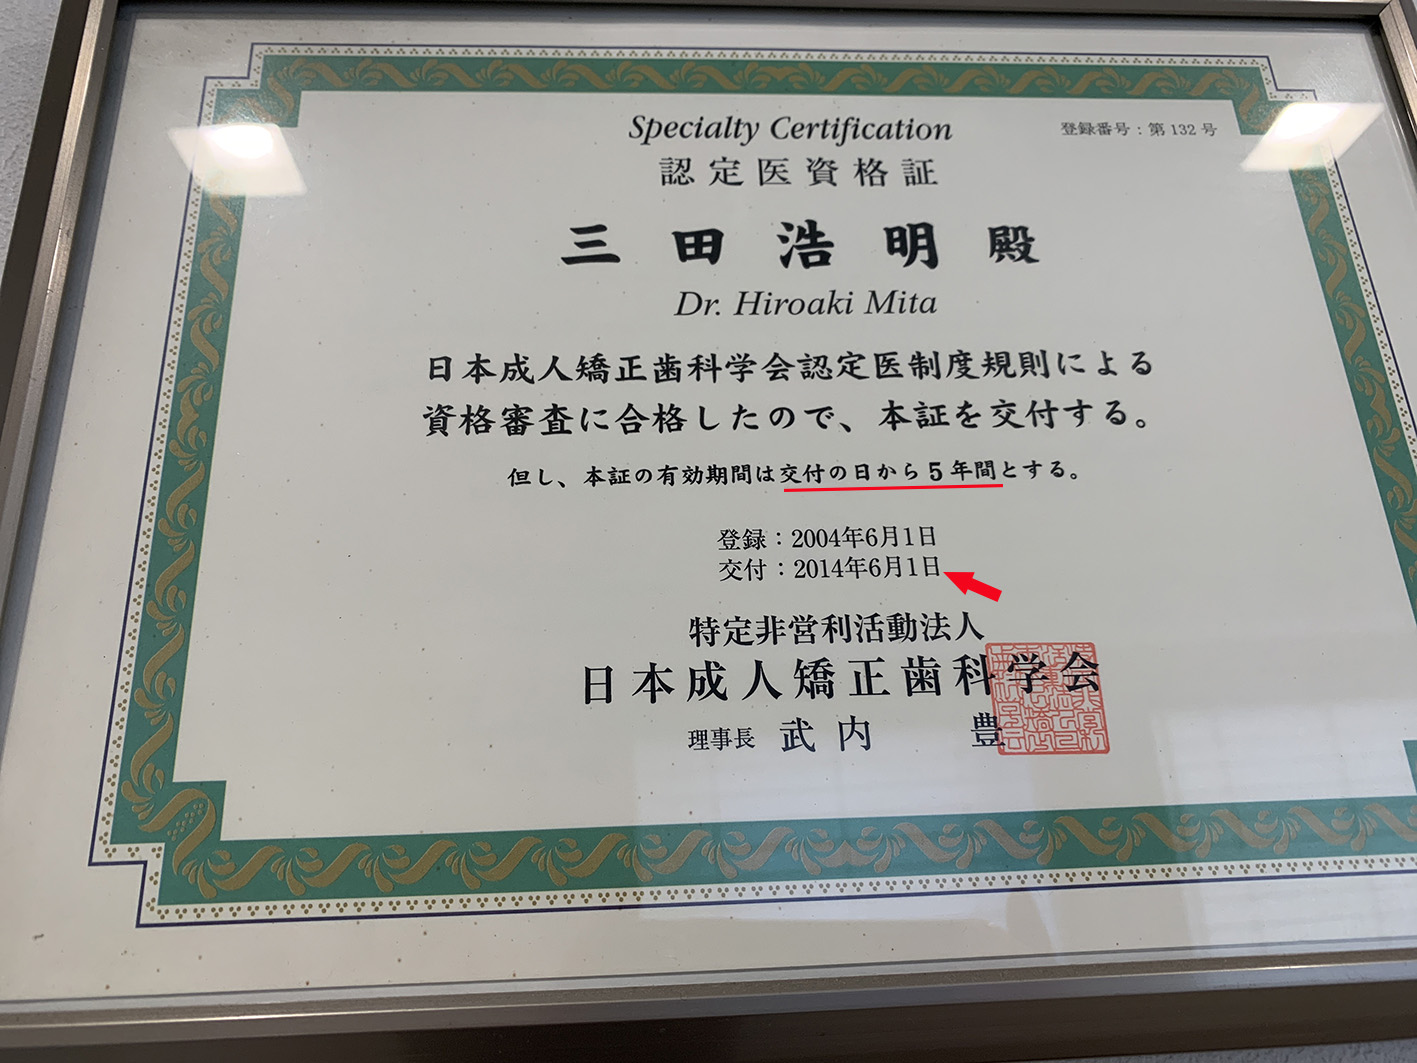 Specialty Certification
登録番号：第 132 号
認定医資格証
三田浩明 殿
Dr. Hiroaki Mita
日本成人矯正歯科学会認定医制度規則による
資格審査に合格したので、本証を交付する。
但し、本証の有効期間は交付の日から5年間とする。
登録：2004年6月1日
交付：2014年6月1日
特定非営利活動法人
日本成人矯正歯科学会
理事長 武内 豊